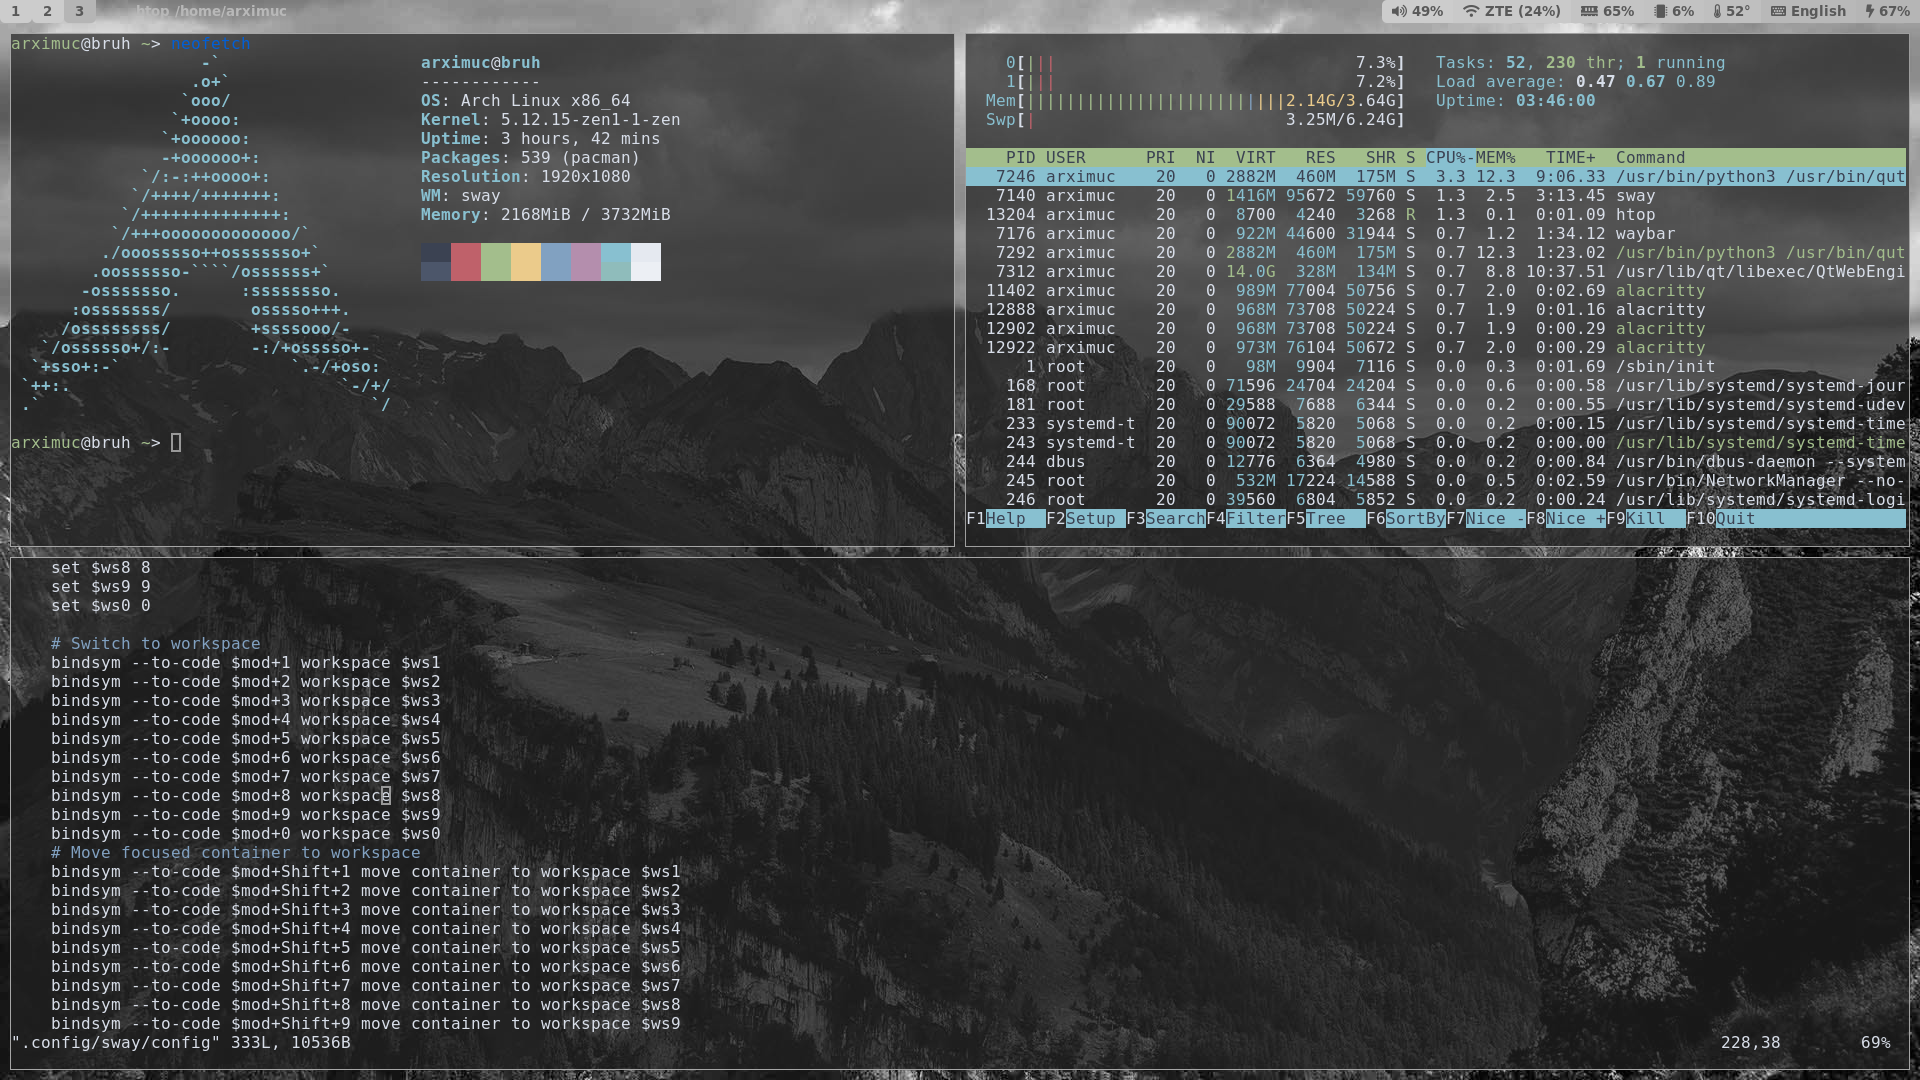 1 2 3 htop /home/arximuc 49% ZTE (24%) 65% 6% 52° English 67%
arximuc@bruh ~> neofetch
                   -`
                  .o+`
                 `ooo/
                `+oooo:
               `+oooooo:
               -+oooooo+:
             `/:-:++oooo+:
            `/++++/+++++++:
           `/++++++++++++++:
          `/+++ooooooooooooo/`
         ./ooosssso++osssssso+`
        .oossssso-````/ossssss+`
       -osssssso.      :ssssssso.
      :osssssss/        osssso+++.
     /ossssssss/        +ssssooo/-
   `/ossssso+/:-        -:/+osssso+-
  `+sso+:-`                 `.-/+oso:
 `++:.                           `-/+/
 .`                                 `/
arximuc@bruh
------------
OS: Arch Linux x86_64
Kernel: 5.12.15-zen1-1-zen
Uptime: 3 hours, 42 mins
Packages: 539 (pacman)
Resolution: 1920x1080
WM: sway
Memory: 2168MiB / 3732MiB
arximuc@bruh ~>
0[||| 7.3%] Tasks: 52, 230 thr; 1 running
1[||| 7.2%] Load average: 0.47 0.67 0.89
Mem[||||||||||||||||||||||||||2.14G/3.64G] Uptime: 03:46:00
Swp[| 3.25M/6.24G]
PID USER PRI NI VIRT RES SHR S CPU%-MEM% TIME+ Command
7246 arximuc 20 0 2882M 460M 175M S 3.3 12.3 9:06.33 /usr/bin/python3 /usr/bin/qut
7140 arximuc 20 0 1416M 95672 59760 S 1.3 2.5 3:13.45 sway
13204 arximuc 20 0 8700 4240 3268 R 1.3 0.1 0:01.09 htop
7176 arximuc 20 0 922M 44600 31944 S 0.7 1.2 1:34.12 waybar
7292 arximuc 20 0 2882M 460M 175M S 0.7 12.3 1:23.02 /usr/bin/python3 /usr/bin/qut
7312 arximuc 20 0 14.0G 328M 134M S 0.7 8.8 10:37.51 /usr/lib/qt/libexec/QtWebEngi
11402 arximuc 20 0 989M 77004 50756 S 0.7 2.0 0:02.69 alacritty
12888 arximuc 20 0 968M 73708 50224 S 0.7 1.9 0:01.16 alacritty
12902 arximuc 20 0 968M 73708 50224 S 0.7 1.9 0:00.29 alacritty
12922 arximuc 20 0 973M 76104 50672 S 0.7 2.0 0:00.29 alacritty
1 root 20 0 98M 9904 7116 S 0.0 0.3 0:01.69 /sbin/init
168 root 20 0 71596 24704 24204 S 0.0 0.6 0:00.58 /usr/lib/systemd/systemd-jour
181 root 20 0 29588 7688 6344 S 0.0 0.2 0:00.55 /usr/lib/systemd/systemd-udev
233 systemd-t 20 0 90072 5820 5068 S 0.0 0.2 0:00.15 /usr/lib/systemd/systemd-time
243 systemd-t 20 0 90072 5820 5068 S 0.0 0.2 0:00.00 /usr/lib/systemd/systemd-time
244 dbus 20 0 12776 6364 4980 S 0.0 0.2 0:00.84 /usr/bin/dbus-daemon --system
245 root 20 0 532M 17224 14588 S 0.0 0.5 0:02.59 /usr/bin/NetworkManager --no-
246 root 20 0 39560 6804 5852 S 0.0 0.2 0:00.24 /usr/lib/systemd/systemd-logi
F1Help F2Setup F3SearchF4FilterF5Tree F6SortByF7Nice -F8Nice +F9Kill F10Quit
set $ws8 8
set $ws9 9
set $ws0 0
# Switch to workspace
bindsym --to-code $mod+1 workspace $ws1
bindsym --to-code $mod+2 workspace $ws2
bindsym --to-code $mod+3 workspace $ws3
bindsym --to-code $mod+4 workspace $ws4
bindsym --to-code $mod+5 workspace $ws5
bindsym --to-code $mod+6 workspace $ws6
bindsym --to-code $mod+7 workspace $ws7
bindsym --to-code $mod+8 workspace $ws8
bindsym --to-code $mod+9 workspace $ws9
bindsym --to-code $mod+0 workspace $ws0
# Move focused container to workspace
bindsym --to-code $mod+Shift+1 move container to workspace $ws1
bindsym --to-code $mod+Shift+2 move container to workspace $ws2
bindsym --to-code $mod+Shift+3 move container to workspace $ws3
bindsym --to-code $mod+Shift+4 move container to workspace $ws4
bindsym --to-code $mod+Shift+5 move container to workspace $ws5
bindsym --to-code $mod+Shift+6 move container to workspace $ws6
bindsym --to-code $mod+Shift+7 move container to workspace $ws7
bindsym --to-code $mod+Shift+8 move container to workspace $ws8
bindsym --to-code $mod+Shift+9 move container to workspace $ws9
".config/sway/config" 333L, 10536B 228,38 69%